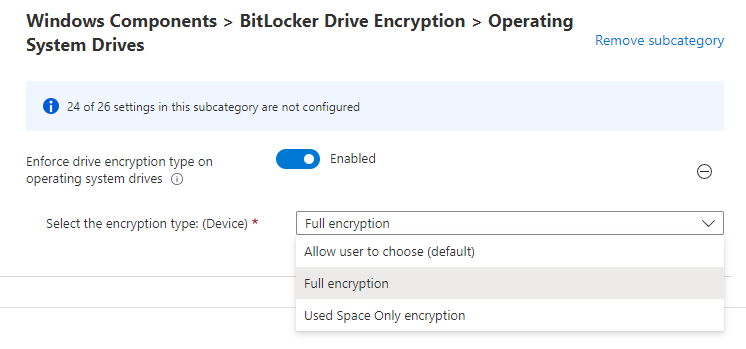 Windows Components > BitLocker Drive Encryption > Operating
System Drives
Remove subcategory
24 of 26 settings in this subcategory are not configured
Enforce drive encryption type on
operating system drives
Enabled
Select the encryption type: (Device) *
Full encryption
Allow user to choose (default)
Full encryption
Used Space Only encryption